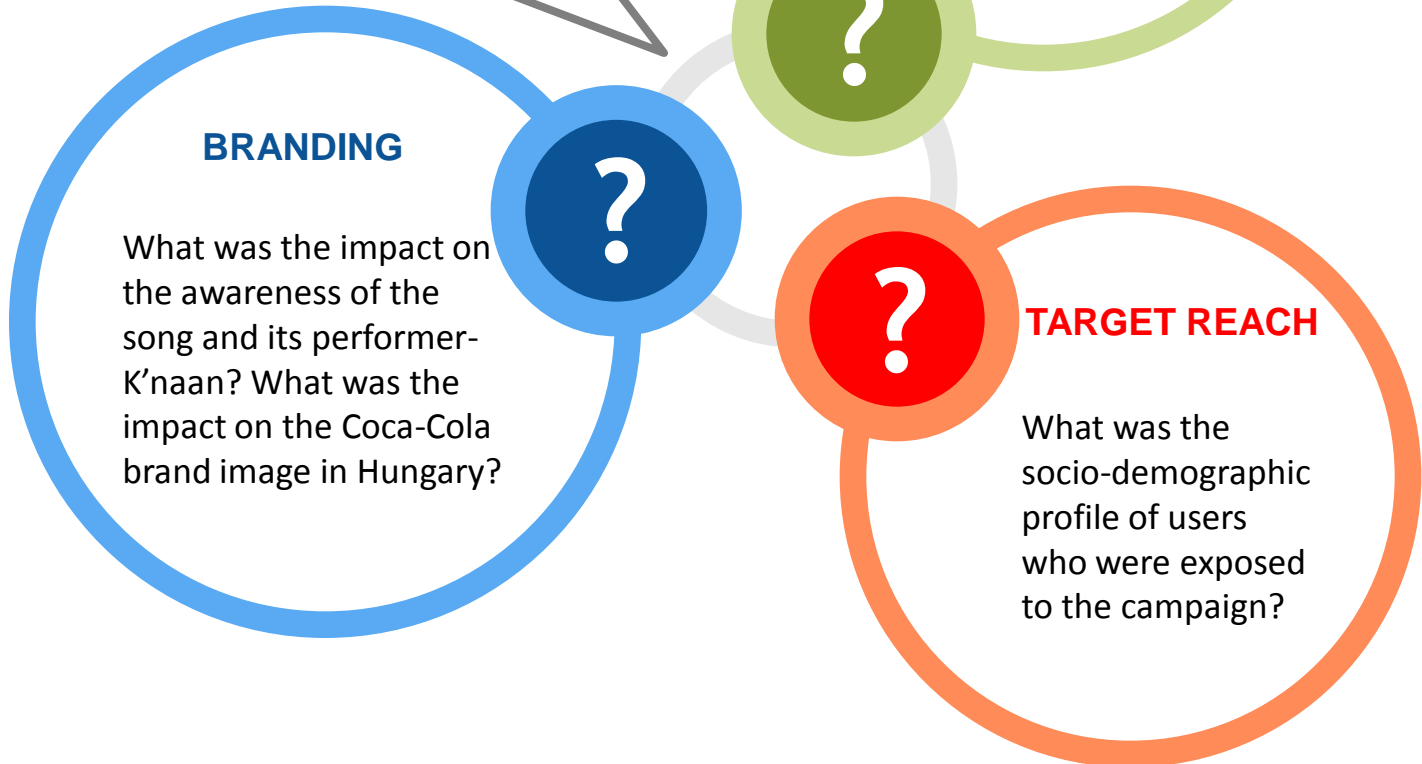 ?
BRANDING
?
What was the impact on
the awareness of the
song and its performer-
K’naan? What was the
impact on the Coca-Cola
brand image in Hungary?
?
TARGET REACH
What was the
socio-demographic
profile of users
who were exposed
to the campaign?